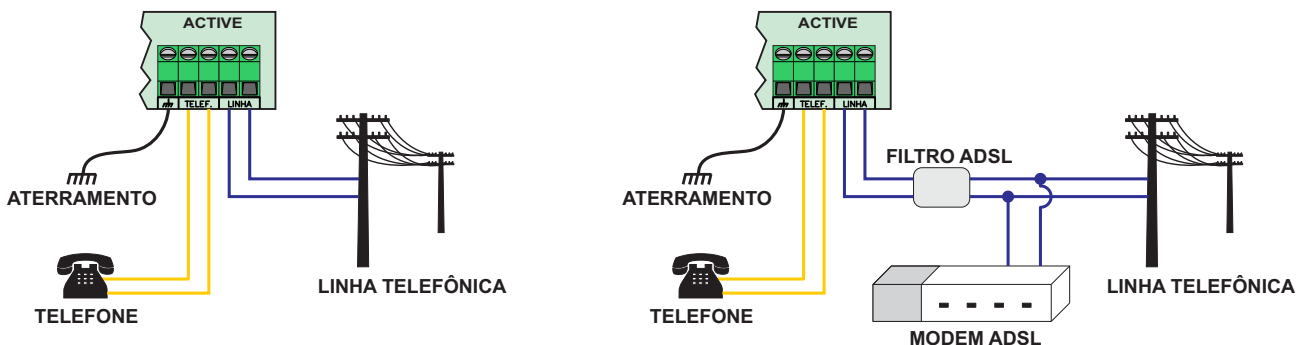 ACTIVE
TELEF. LINHA
ATERRAMENTO
LINHA TELEFÔNICA
TELEFONE
ACTIVE
TELEF. LINHA
FILTRO ADSL
ATERRAMENTO
LINHA TELEFÔNICA
TELEFONE
MODEM ADSL